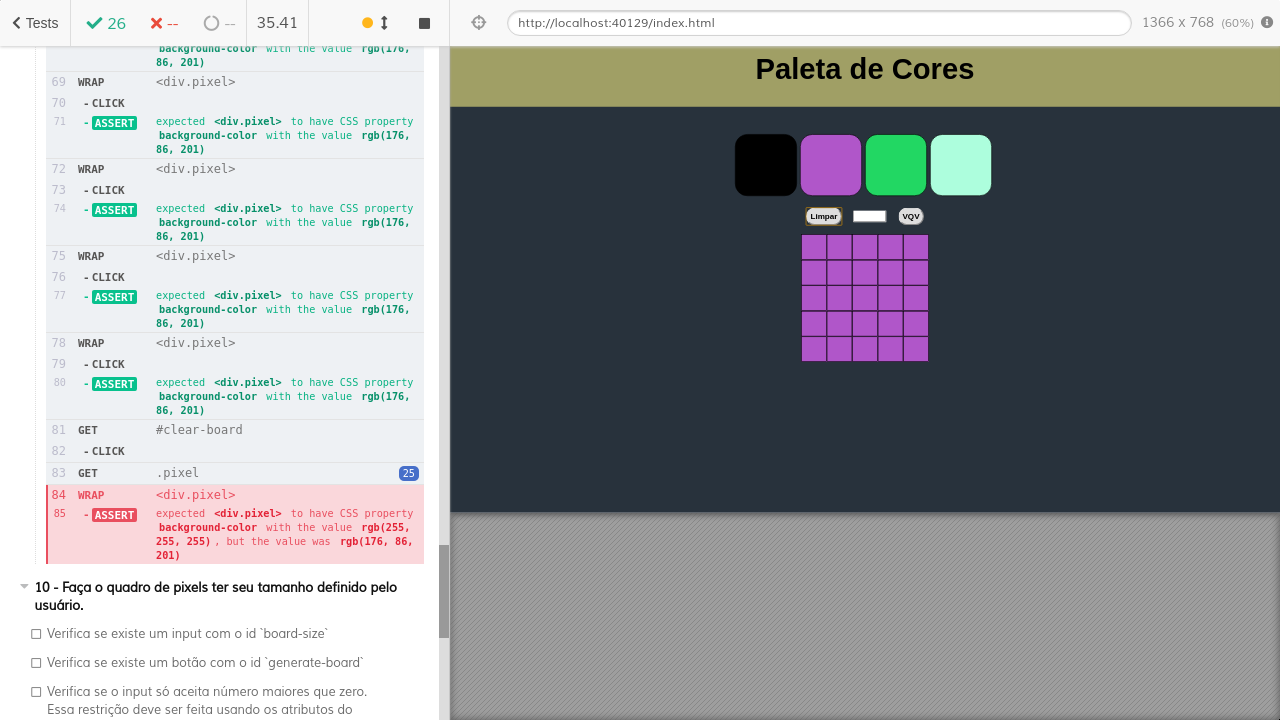 Tests
26
--
--
35.41
http://localhost:40129/index.html
1366 x 768 (60%)
background-color with the value rgb(176,
86, 201)
69 WRAP <div.pixel>
70 -CLICK
71 -ASSERT expected <div.pixel> to have CSS property
background-color with the value rgb(176,
86, 201)
72 WRAP <div.pixel>
73 -CLICK
74 -ASSERT expected <div.pixel> to have CSS property
background-color with the value rgb(176,
86, 201)
75 WRAP <div.pixel>
76 -CLICK
77 -ASSERT expected <div.pixel> to have CSS property
background-color with the value rgb(176,
86, 201)
78 WRAP <div.pixel>
79 -CLICK
80 -ASSERT expected <div.pixel> to have CSS property
background-color with the value rgb(176,
86, 201)
81 GET #clear-board
82 -CLICK
83 GET .pixel 25
84 WRAP <div.pixel>
85 -ASSERT expected <div.pixel> to have CSS property
background-color with the value rgb(255,
255, 255) , but the value was rgb(176, 86,
201)
10 - Faça o quadro de pixels ter seu tamanho definido pelo
usuário.
Verifica se existe um input com o id `board-size`
Verifica se existe um botão com o id `generate-board`
Verifica se o input só aceita número maiores que zero.
Essa restrição deve ser feita usando os atributos do
Paleta de Cores
Limpar
VQV